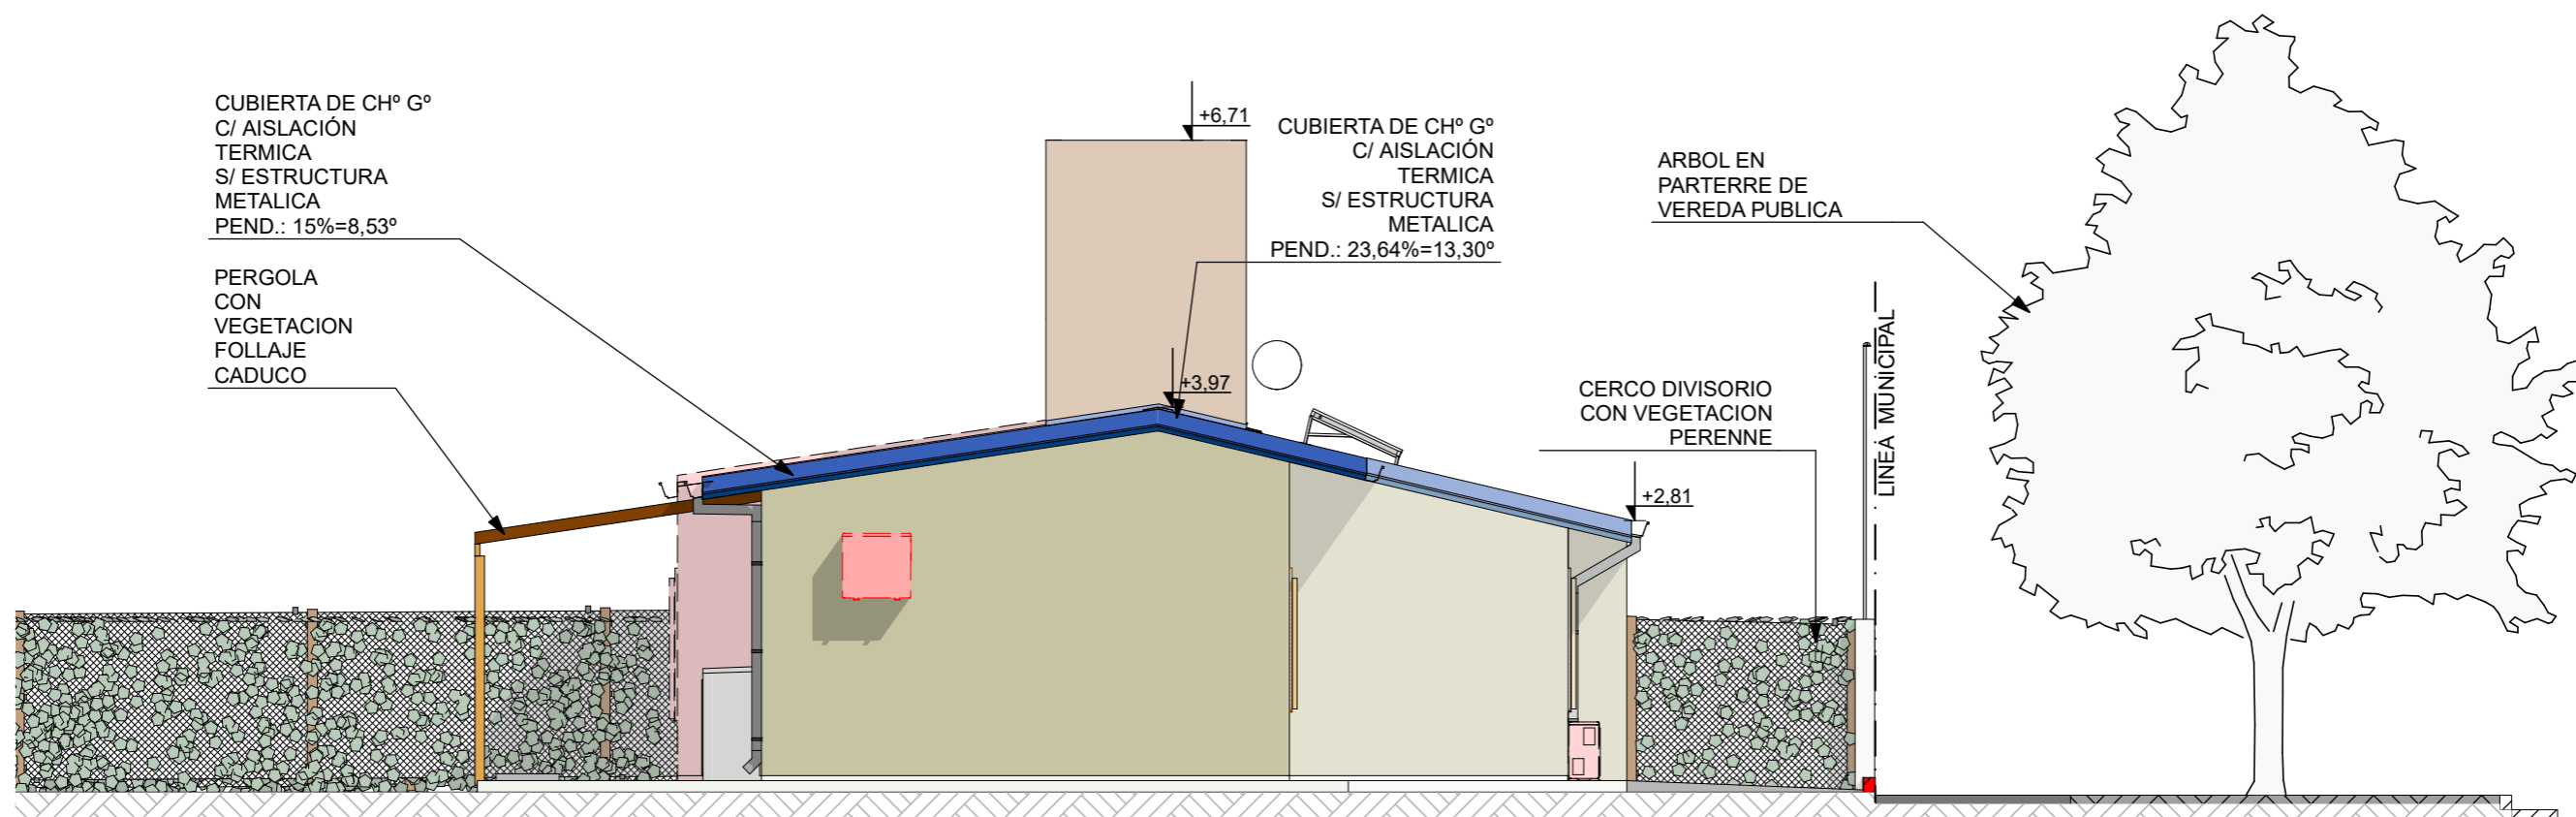 CUBIERTA DE CHº Gº
C/ AISLACIÓN
TERMICA
S/ ESTRUCTURA
METALICA
PEND.: 15%=8,53º
PERGOLA
CON
VEGETACION
FOLLAJE
CADUCO
+6,71
CUBIERTA DE CHº Gº
C/ AISLACIÓN
TERMICA
S/ ESTRUCTURA
METALICA
PEND.: 23,64%=13,30º
+3,97
ARBOL EN
PARTERRE DE
VEREDA PUBLICA
CERCO DIVISORIO
CON VEGETACION
PERENNE
+2,81
LINEA MUNICIPAL